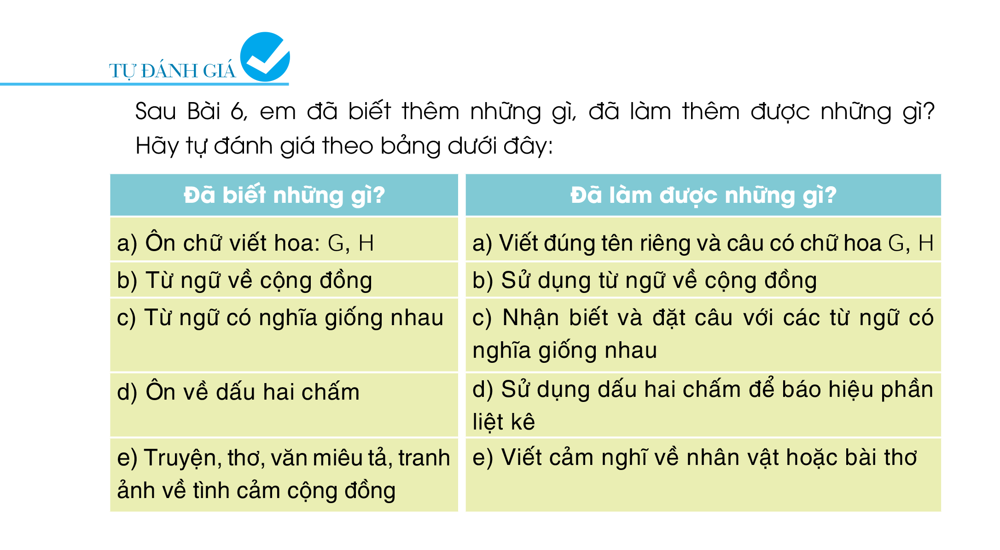 TỰ ĐÁNH GIÁ
Sau Bài 6, em đã biết thêm những gì, đã làm thêm được những gì?
Hãy tự đánh giá theo bảng dưới đây:
Đã biết những gì?
Đã làm được những gì?
a) Ôn chữ viết hoa: G, H
a) Viết đúng tên riêng và câu có chữ hoa G, H
b) Từ ngữ về cộng đồng
b) Sử dụng từ ngữ về cộng đồng
c) Từ ngữ có nghĩa giống nhau
c) Nhận biết và đặt câu với các từ ngữ có
nghĩa giống nhau
d) Ôn về dấu hai chấm
d) Sử dụng dấu hai chấm để báo hiệu phần
liệt kê
e) Truyện, thơ, văn miêu tả, tranh
ảnh về tình cảm cộng đồng
e) Viết cảm nghĩ về nhân vật hoặc bài thơ